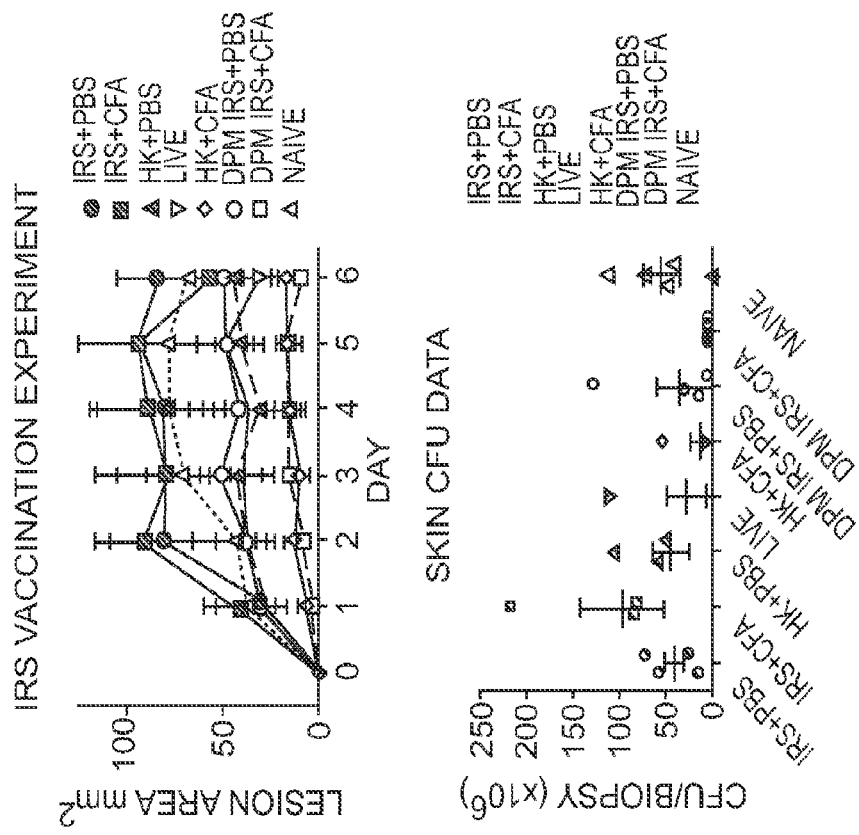 IRS VACCINATION EXPERIMENT
LESION AREA mm²
100
50
0
0 1 2 3 4 5 6
DAY
IRS+PBS
IRS+CFA
HK+PBS
LIVE
HK+CFA
DPM IRS+PBS
DPM IRS+CFA
NAIVE
SKIN CFU DATA
CFU/BIOPSY (x10⁶)
250
200
150
100
50
0
IRS+PBS
IRS+CFA
HK+PBS
LIVE
HK+CFA
DPM IRS+PBS
DPM IRS+CFA
NAIVE
IRS+PBS
IRS+CFA
HK+PBS
LIVE
HK+CFA
DPM IRS+PBS
DPM IRS+CFA
NAIVE